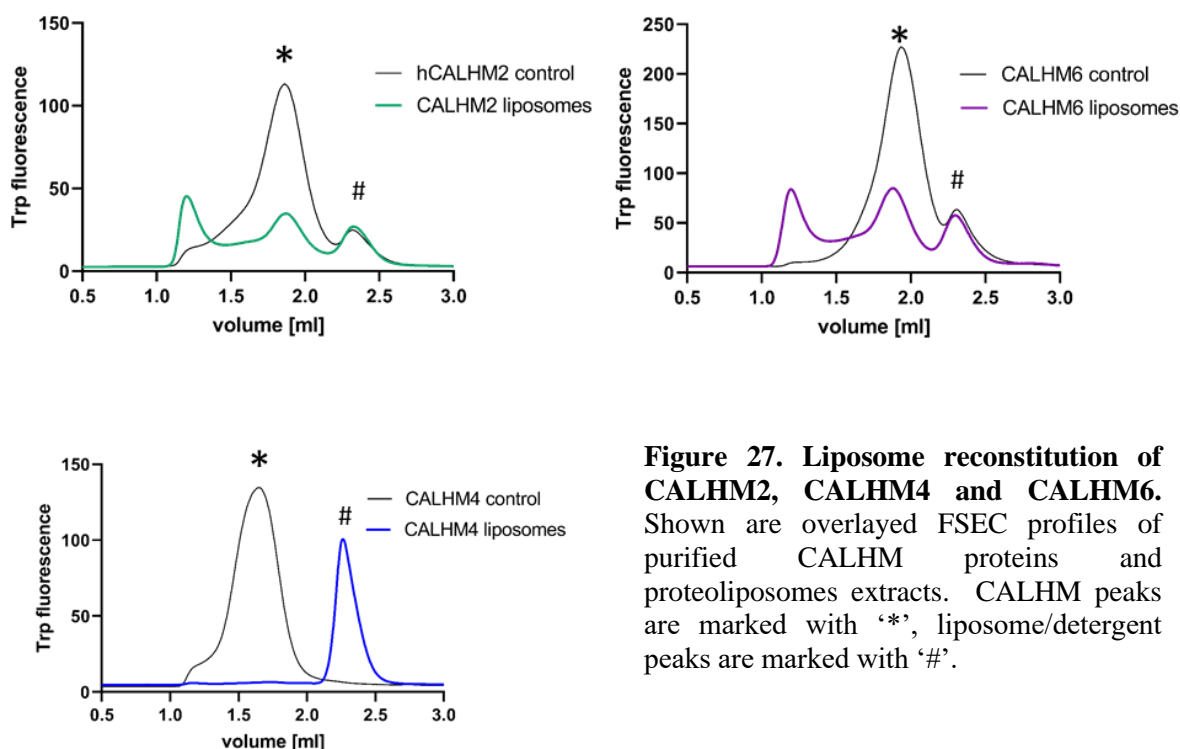 150
100
50
0
Trp fluorescence
*
#
hCALHM2 control
CALHM2 liposomes
0.5 1.0 1.5 2.0 2.5 3.0
volume [ml]
250
200
150
100
50
0
Trp fluorescence
*
#
CALHM6 control
CALHM6 liposomes
0.5 1.0 1.5 2.0 2.5 3.0
volume [ml]
150
100
50
0
Trp fluorescence
*
#
CALHM4 control
CALHM4 liposomes
0.5 1.0 1.5 2.0 2.5 3.0
volume [ml]
Figure 27. Liposome reconstitution of
CALHM2, CALHM4 and CALHM6.
Shown are overlayed FSEC profiles of
purified CALHM proteins and
proteoliposomes extracts. CALHM peaks
are marked with ‘*’, liposome/detergent
peaks are marked with ‘#’.